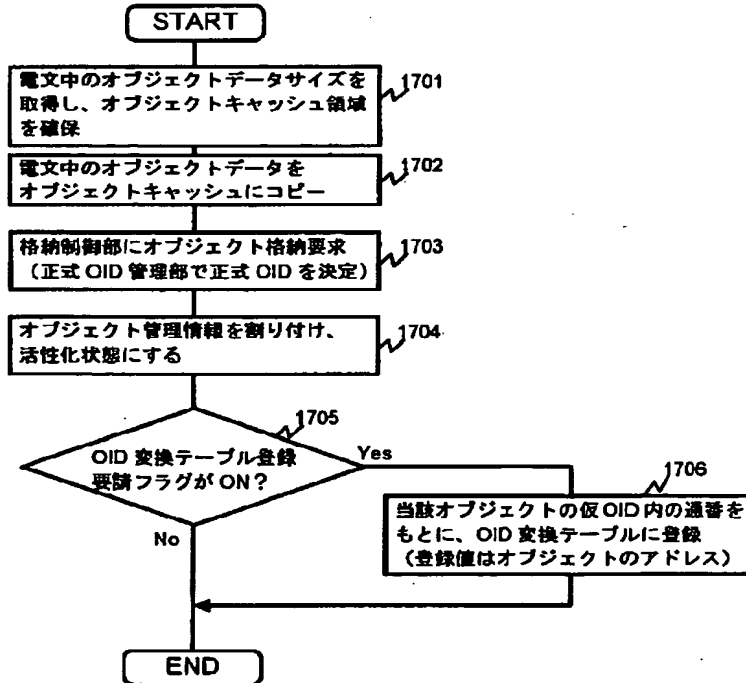 START
電文中のオブジェクトデータサイズを
取得し、オブジェクトキャッシュ領域
を確保
1701
電文中のオブジェクトデータを
オブジェクトキャッシュにコピー
1702
格納制御部にオブジェクト格納要求
（正式 OID 管理部で正式 OID を決定）
1703
オブジェクト管理情報を割り付け、
活性化状態にする
1704
1705
OID 変換テーブル登録
要請フラグが ON？
Yes
No
1706
当該オブジェクトの仮 OID 内の通番を
もとに、OID 変換テーブルに登録
（登録値はオブジェクトのアドレス）
END